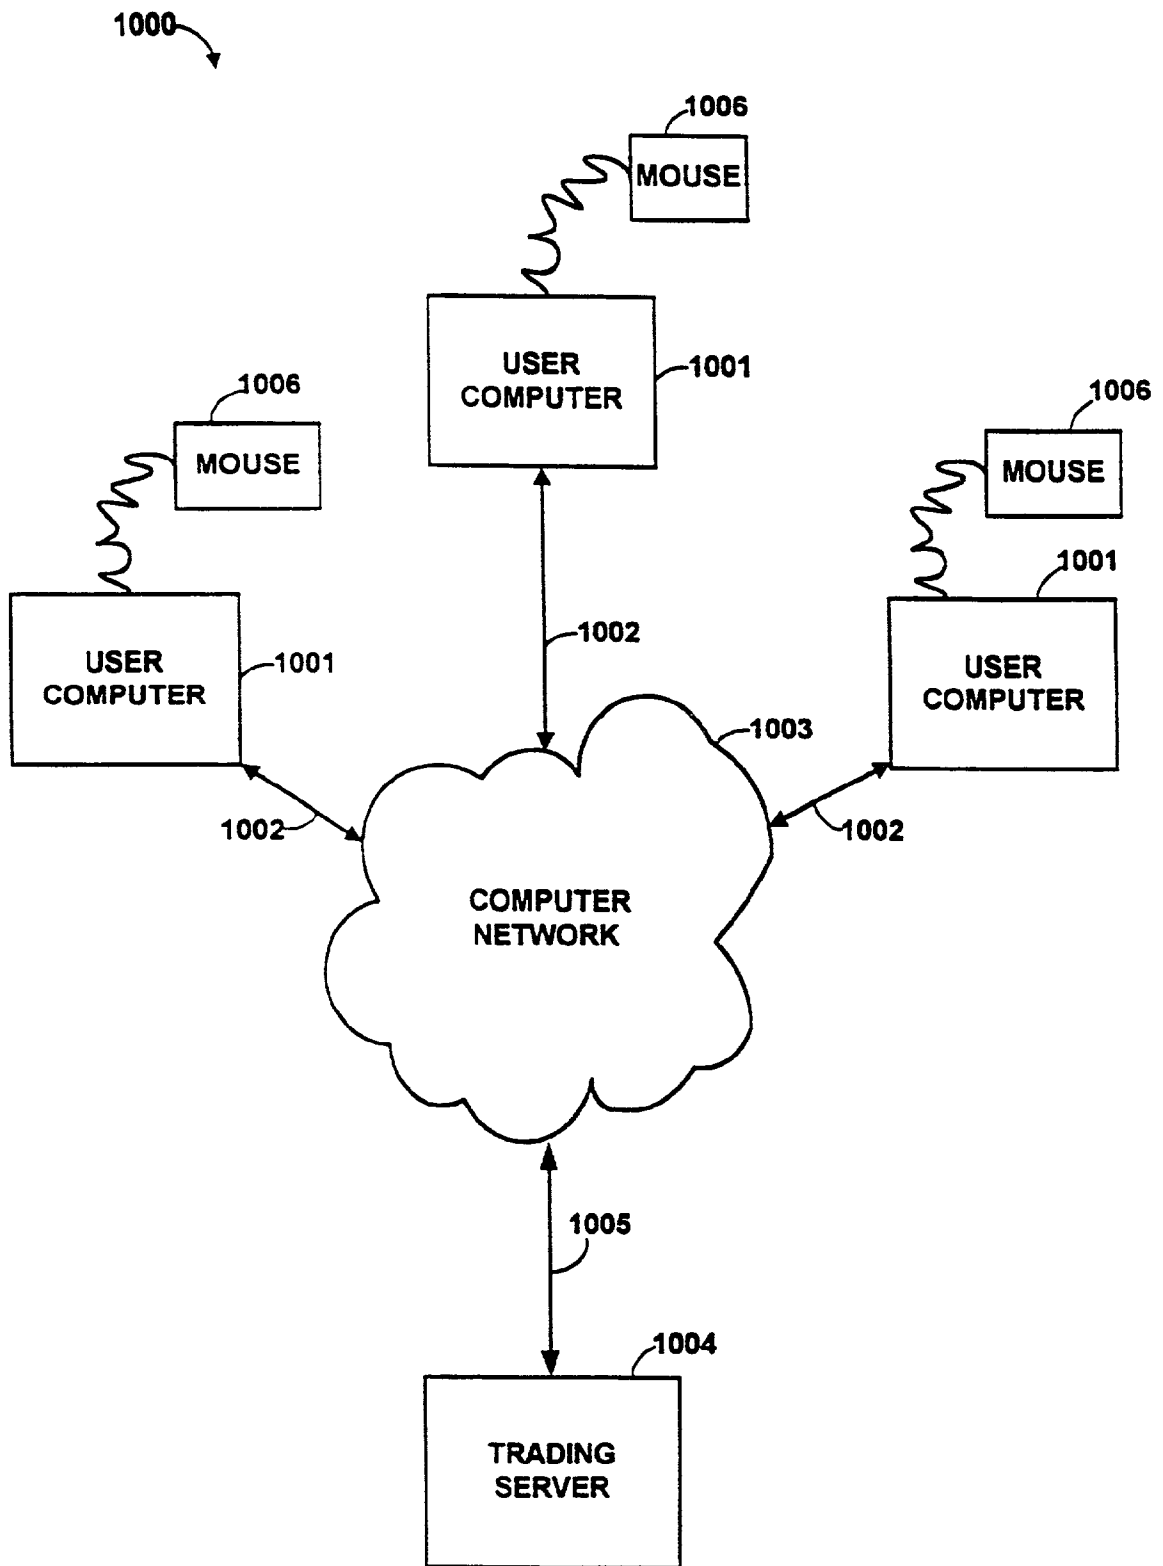 1000
1006
MOUSE
USER
COMPUTER
1001
1006
MOUSE
1006
MOUSE
USER
COMPUTER
1001
1002
1001
USER
COMPUTER
1002
1003
1002
COMPUTER
NETWORK
1005
1004
TRADING
SERVER